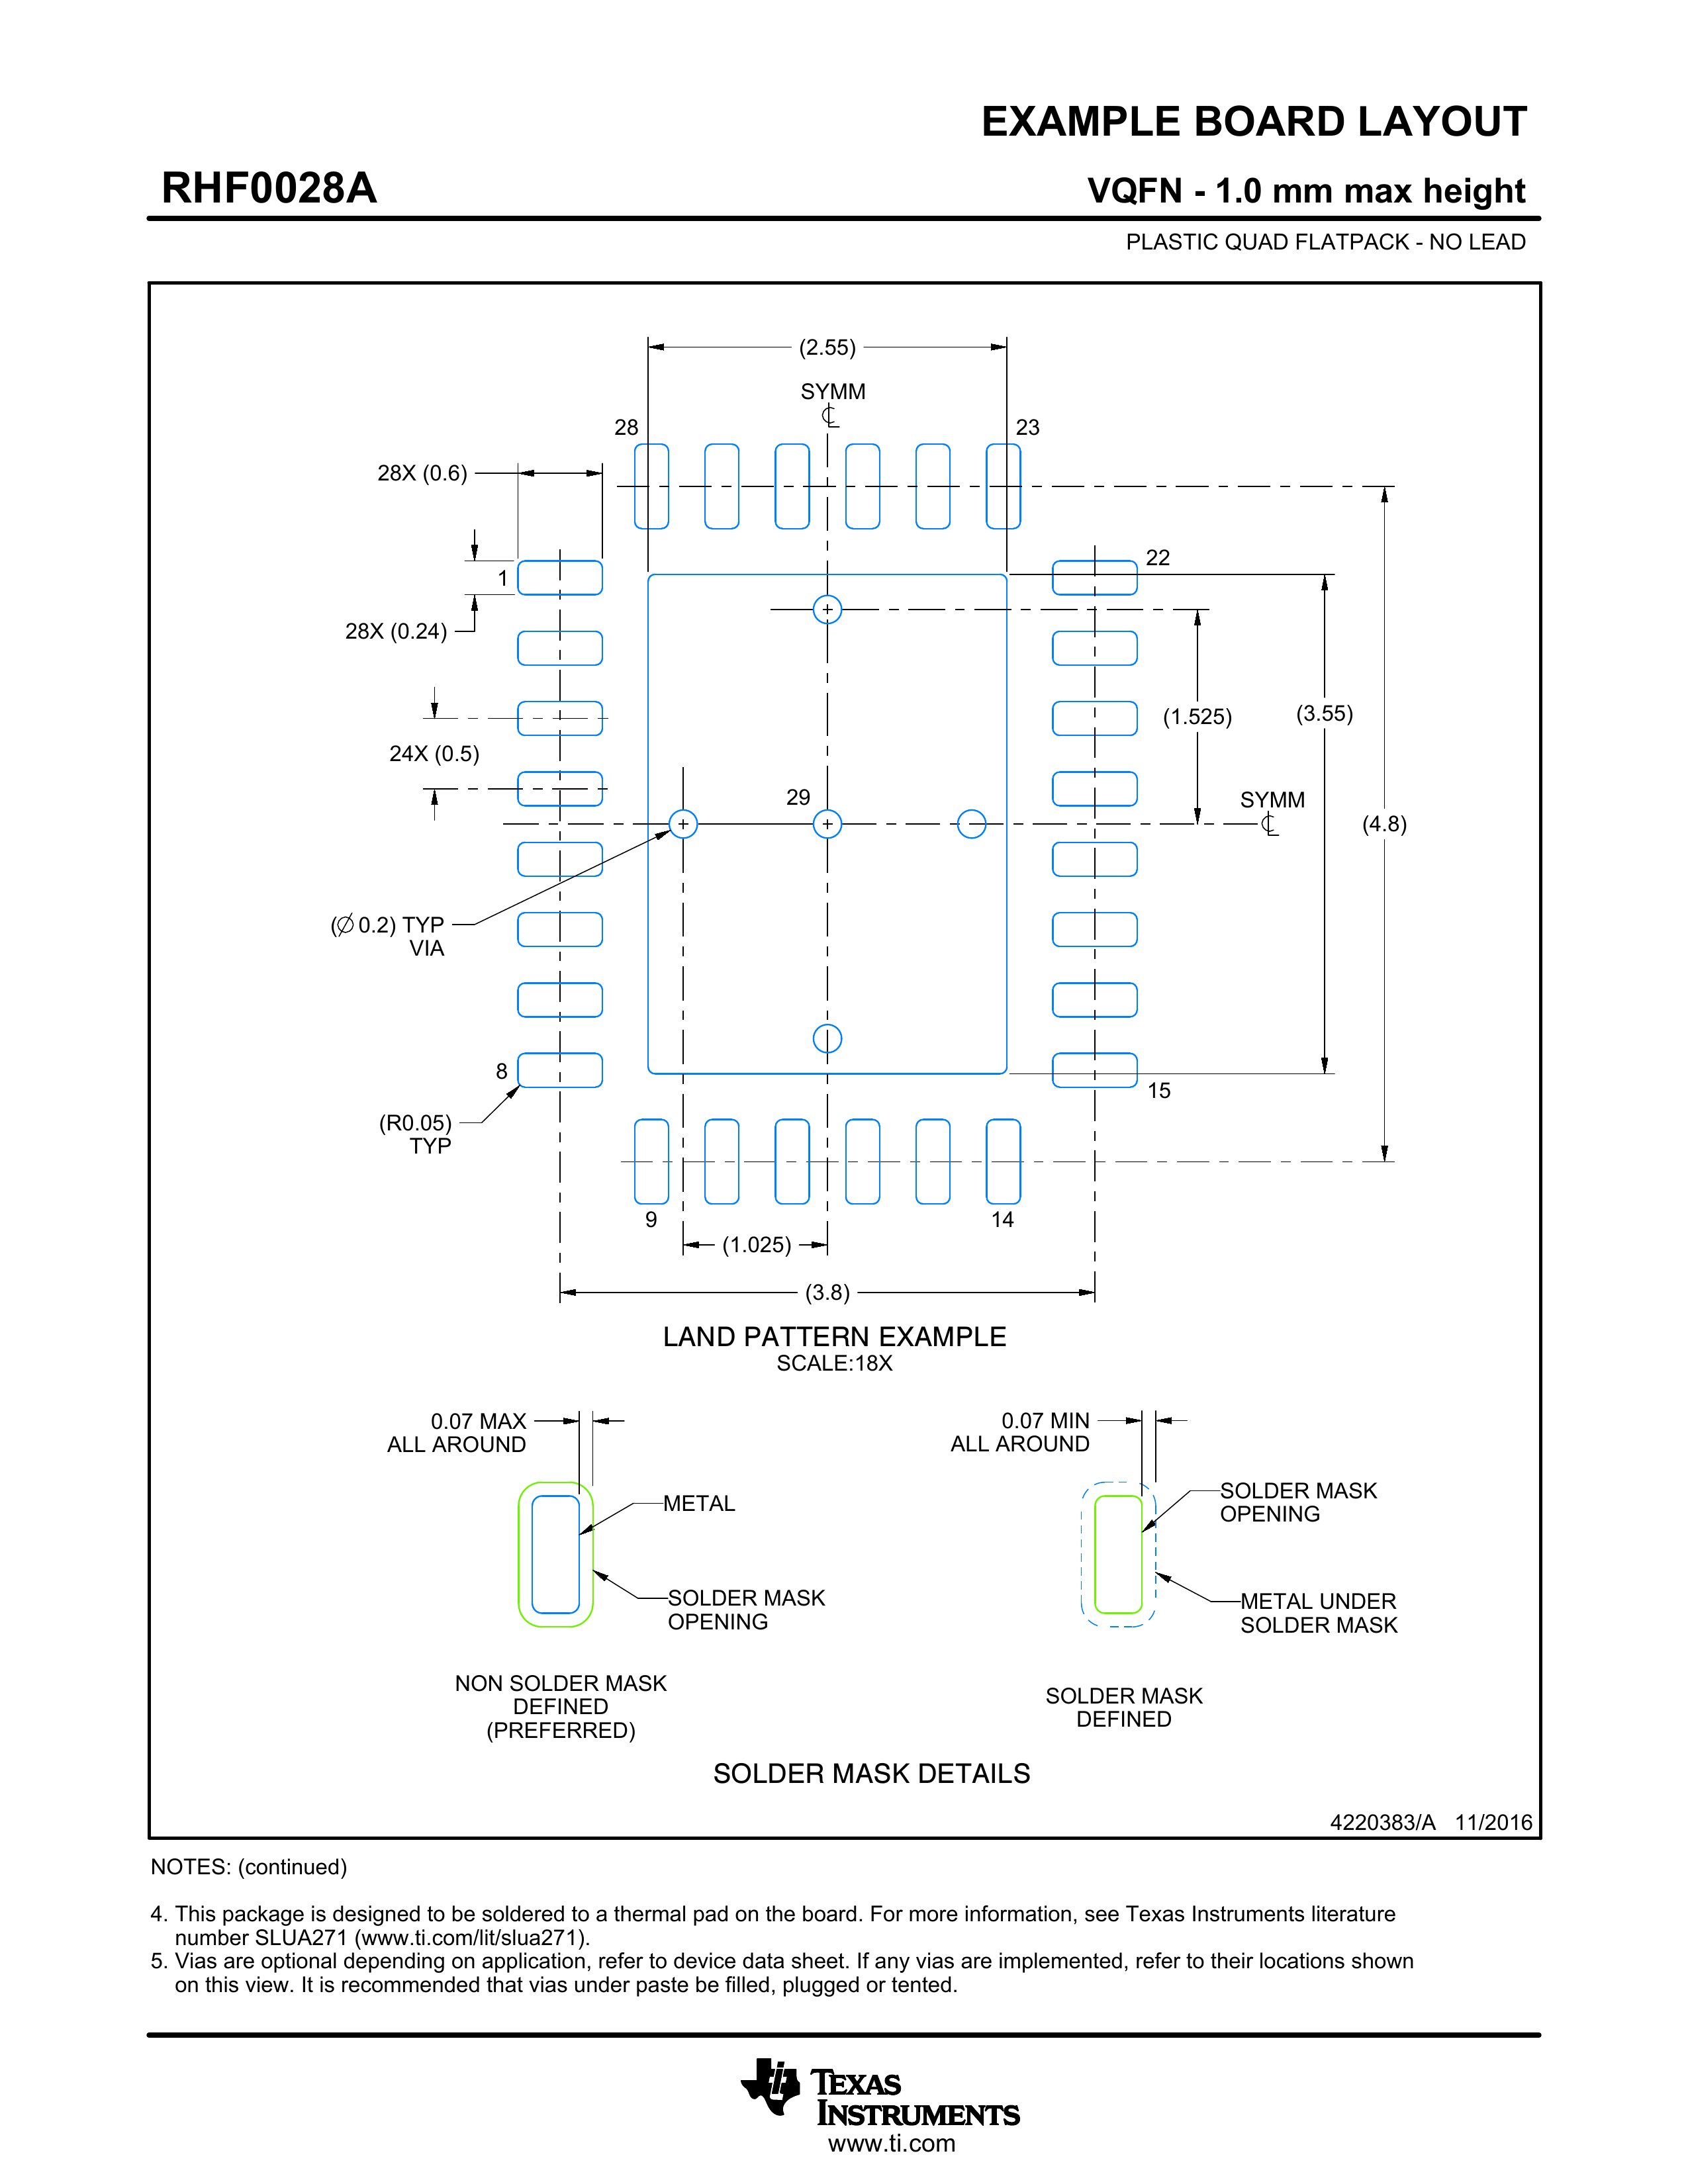 EXAMPLE BOARD LAYOUT
RHF0028A
VQFN - 1.0 mm max height
PLASTIC QUAD FLATPACK - NO LEAD
(2.55)
SYMM
28
23
28X (0.6)
22
1
28X (0.24)
(1.525)
(3.55)
24X (0.5)
29
SYMM
(4.8)
(Ø 0.2) TYP
VIA
8
15
(R0.05)
TYP
9
14
(1.025)
(3.8)
LAND PATTERN EXAMPLE
SCALE:18X
0.07 MAX
ALL AROUND
METAL
SOLDER MASK
OPENING
NON SOLDER MASK
DEFINED
(PREFERRED)
0.07 MIN
ALL AROUND
SOLDER MASK
OPENING
METAL UNDER
SOLDER MASK
SOLDER MASK
DEFINED
SOLDER MASK DETAILS
4220383/A 11/2016
NOTES: (continued)
4. This package is designed to be soldered to a thermal pad on the board. For more information, see Texas Instruments literature
number SLUA271 (www.ti.com/lit/slua271).
5. Vias are optional depending on application, refer to device data sheet. If any vias are implemented, refer to their locations shown
on this view. It is recommended that vias under paste be filled, plugged or tented.
TEXAS
INSTRUMENTS
www.ti.com